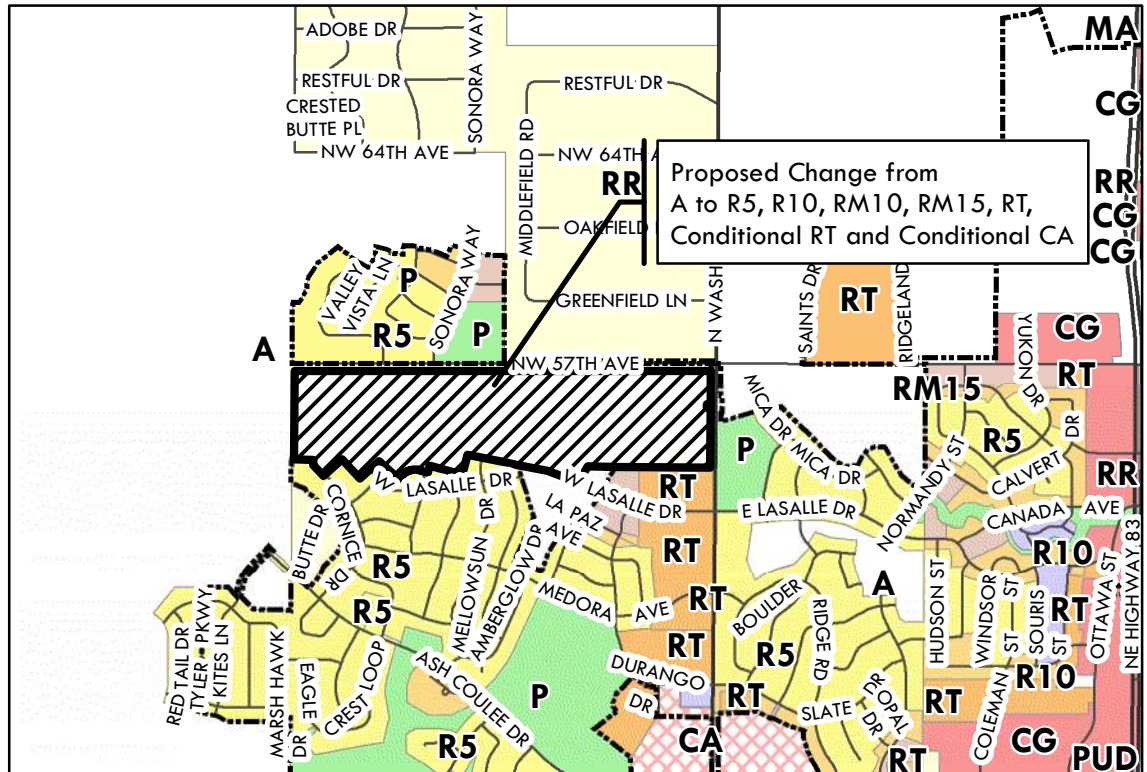 ADOBE DR
SONORA WAY
MA
RESTFUL DR
RESTFUL DR
CRESTED
BUTTE PL
CG
NW 64TH AVE
MIDDLEFIELD RD
NW 64TH A
RR
Proposed Change from
A to R5, R10, RM10, RM15, RT,
Conditional RT and Conditional CA
RR
CG
CG
OAKFIELD
N WASH
VALLEY
VISTA LN
P
SONORA WAY
GREENFIELD LN
SAINTS DR
RT
RIDGELAND
R5
P
A
CG
YUKON DR
NW 57TH AVE
RT
RM15
MICA DR
MICA DR
P
R5
DR
NORMANDY ST
CALVERT
RR
W LASALLE DR
W LASALLE DR
RT
E LASALLE DR
CANADA AVE
BUTTE DR
CORNICE
DR
MELLOWSUN DR
AMBERGLOW DR
LA PAZ
AVE
RT
R10
R5
R5
MEDORA AVE
RT
BOULDER
RIDGE RD
A
HUDSON ST
WINDSOR
ST
SOURIS
ST
RT
OTTAWA ST
NE HIGHWAY 83
RED TAIL DR
TYLER PKWY
KITES LN
MARSH HAWK
DR
EAGLE
CREST LOOP
ASH COULEE DR
P
RT
DURANGO
DR
R5
RT
SLATE DR
OPAL
DR
RT
R10
COLEMAN
ST
R5
CA
RT
CG
PUD